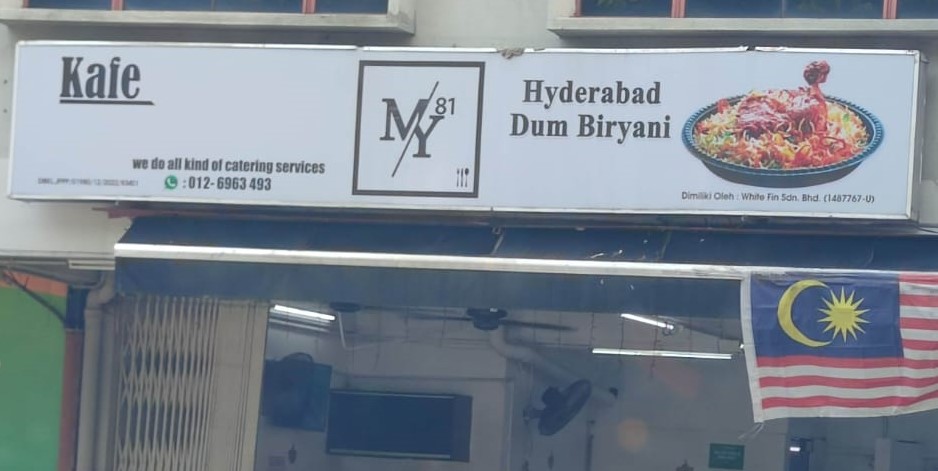 Kafe
we do all kind of catering services
: 012- 6963 493
MY 81
Hyderabad
Dum Biryani
Dimiliki Oleh : White Fin Sdn. Bhd. (1487767-U)